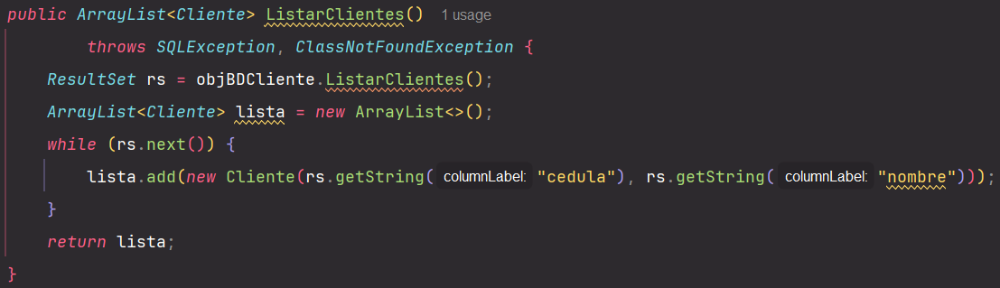 public ArrayList<Cliente> ListarClientes() 1 usage
throws SQLException, ClassNotFoundException {
ResultSet rs = objBDCliente.ListarClientes();
ArrayList<Cliente> lista = new ArrayList<>();
while (rs.next()) {
lista.add(new Cliente(rs.getString( columnLabel: "cedula"), rs.getString( columnLabel: "nombre")));
}
return lista;
}